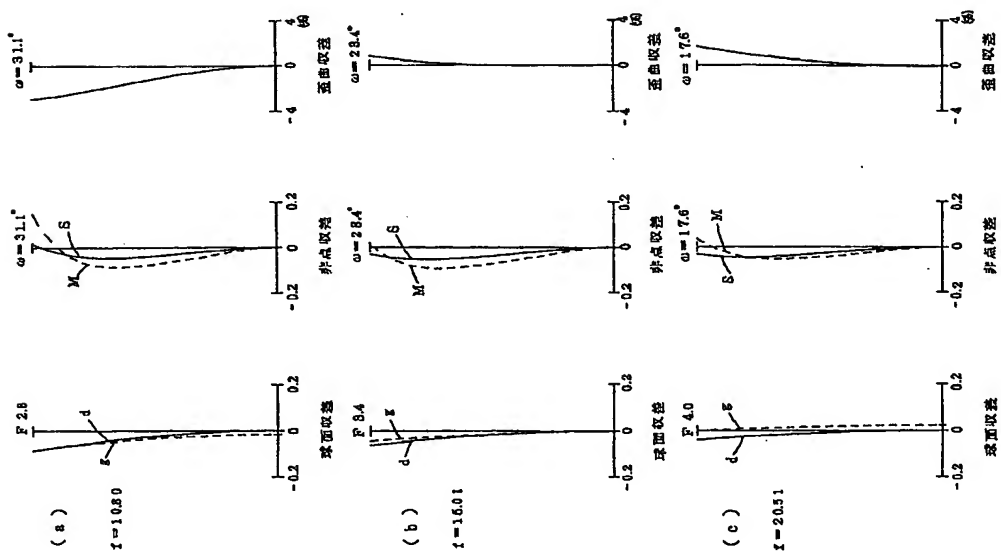 ( a )
f=10.80
F 2.8
d
g
-0.2 0 0.2
球面収差
ω=31.1°
S
M
-0.2 0 0.2
非点収差
ω=31.1°
-4 0 4
(%)
歪曲収差
( b )
f=15.01
F 3.4
g
d
-0.2 0 0.2
球面収差
ω=23.4°
S
M
-0.2 0 0.2
非点収差
ω=23.4°
-4 0 4
(%)
歪曲収差
( c )
f=20.51
F 4.0
g
d
-0.2 0 0.2
球面収差
ω=17.6°
M
S
-0.2 0 0.2
非点収差
ω=17.6°
-4 0 4
(%)
歪曲収差